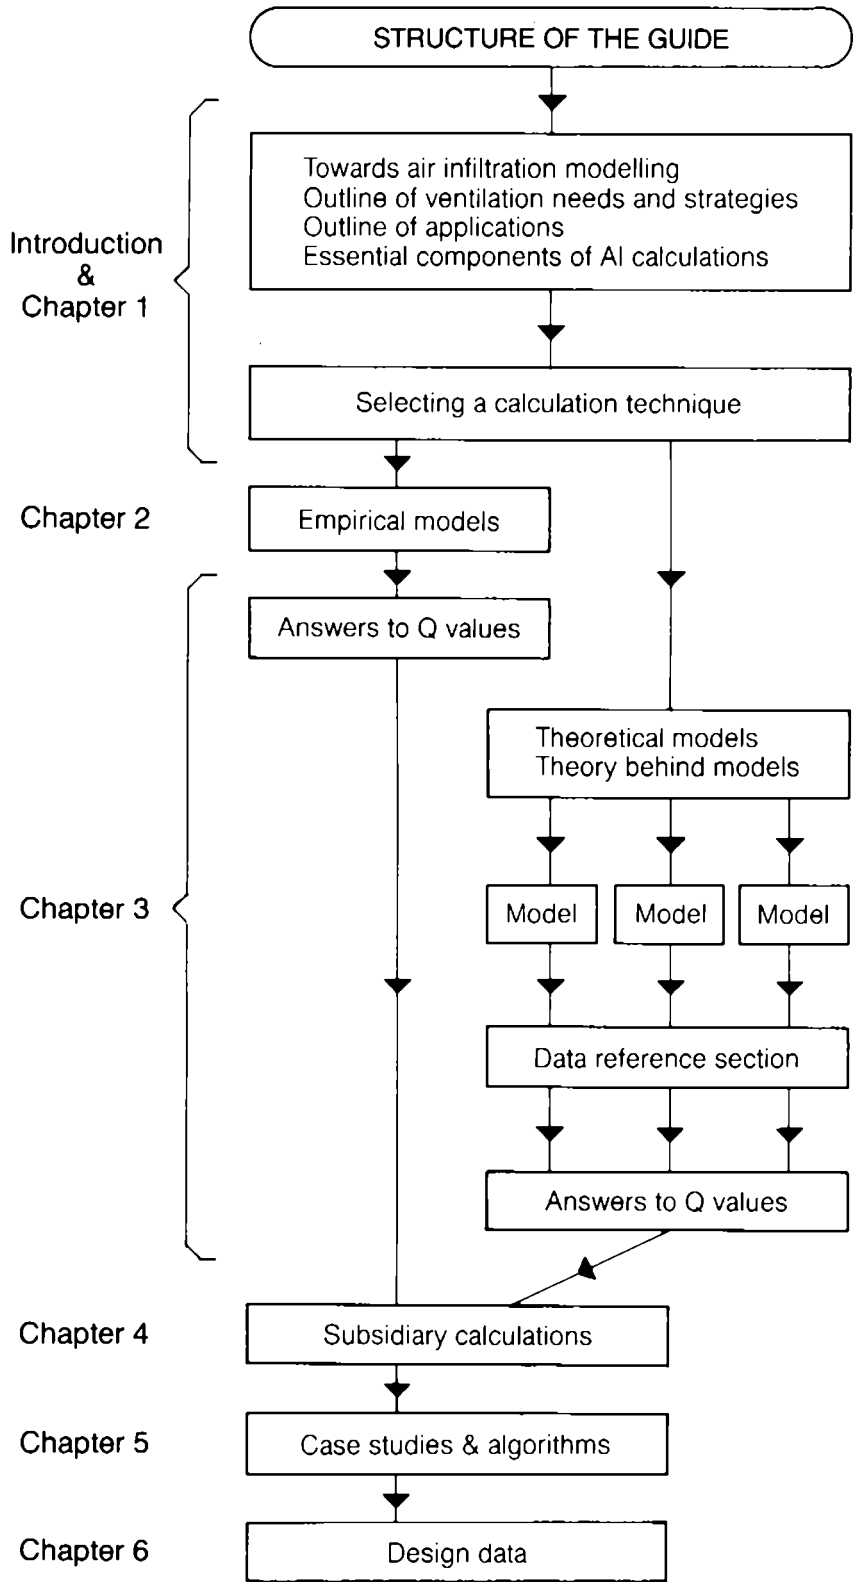 STRUCTURE OF THE GUIDE
Introduction
&
Chapter 1
Towards air infiltration modelling
Outline of ventilation needs and strategies
Outline of applications
Essential components of AI calculations
Selecting a calculation technique
Chapter 2
Empirical models
Chapter 3
Answers to Q values
Theoretical models
Theory behind models
Model
Model
Model
Data reference section
Answers to Q values
Chapter 4
Subsidiary calculations
Chapter 5
Case studies & algorithms
Chapter 6
Design data